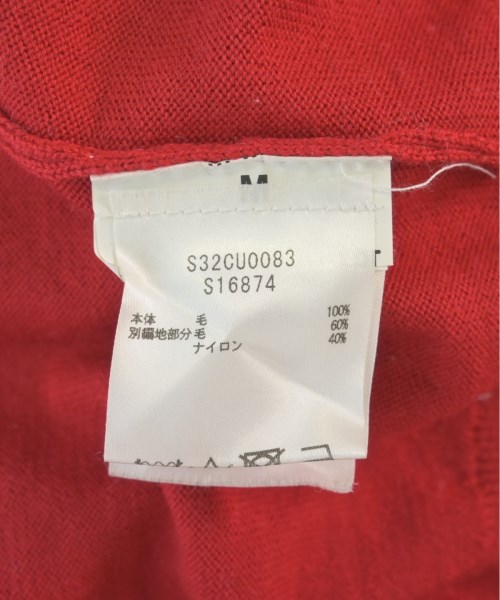 M
S32CU0083
S16874
本体 毛 100%
別編地部分毛 60%
ナイロン 40%